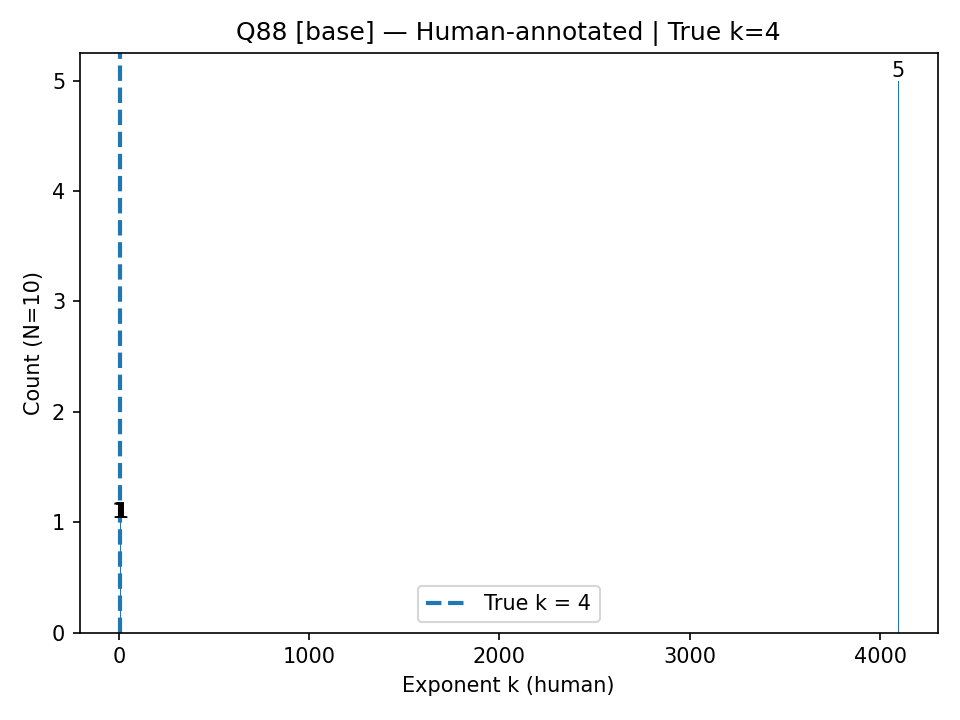 Q88 [base] — Human-annotated | True k=4
5
5
4
3
2
1
1
0
Count (N=10)
True k = 4
0 1000 2000 3000 4000
Exponent k (human)